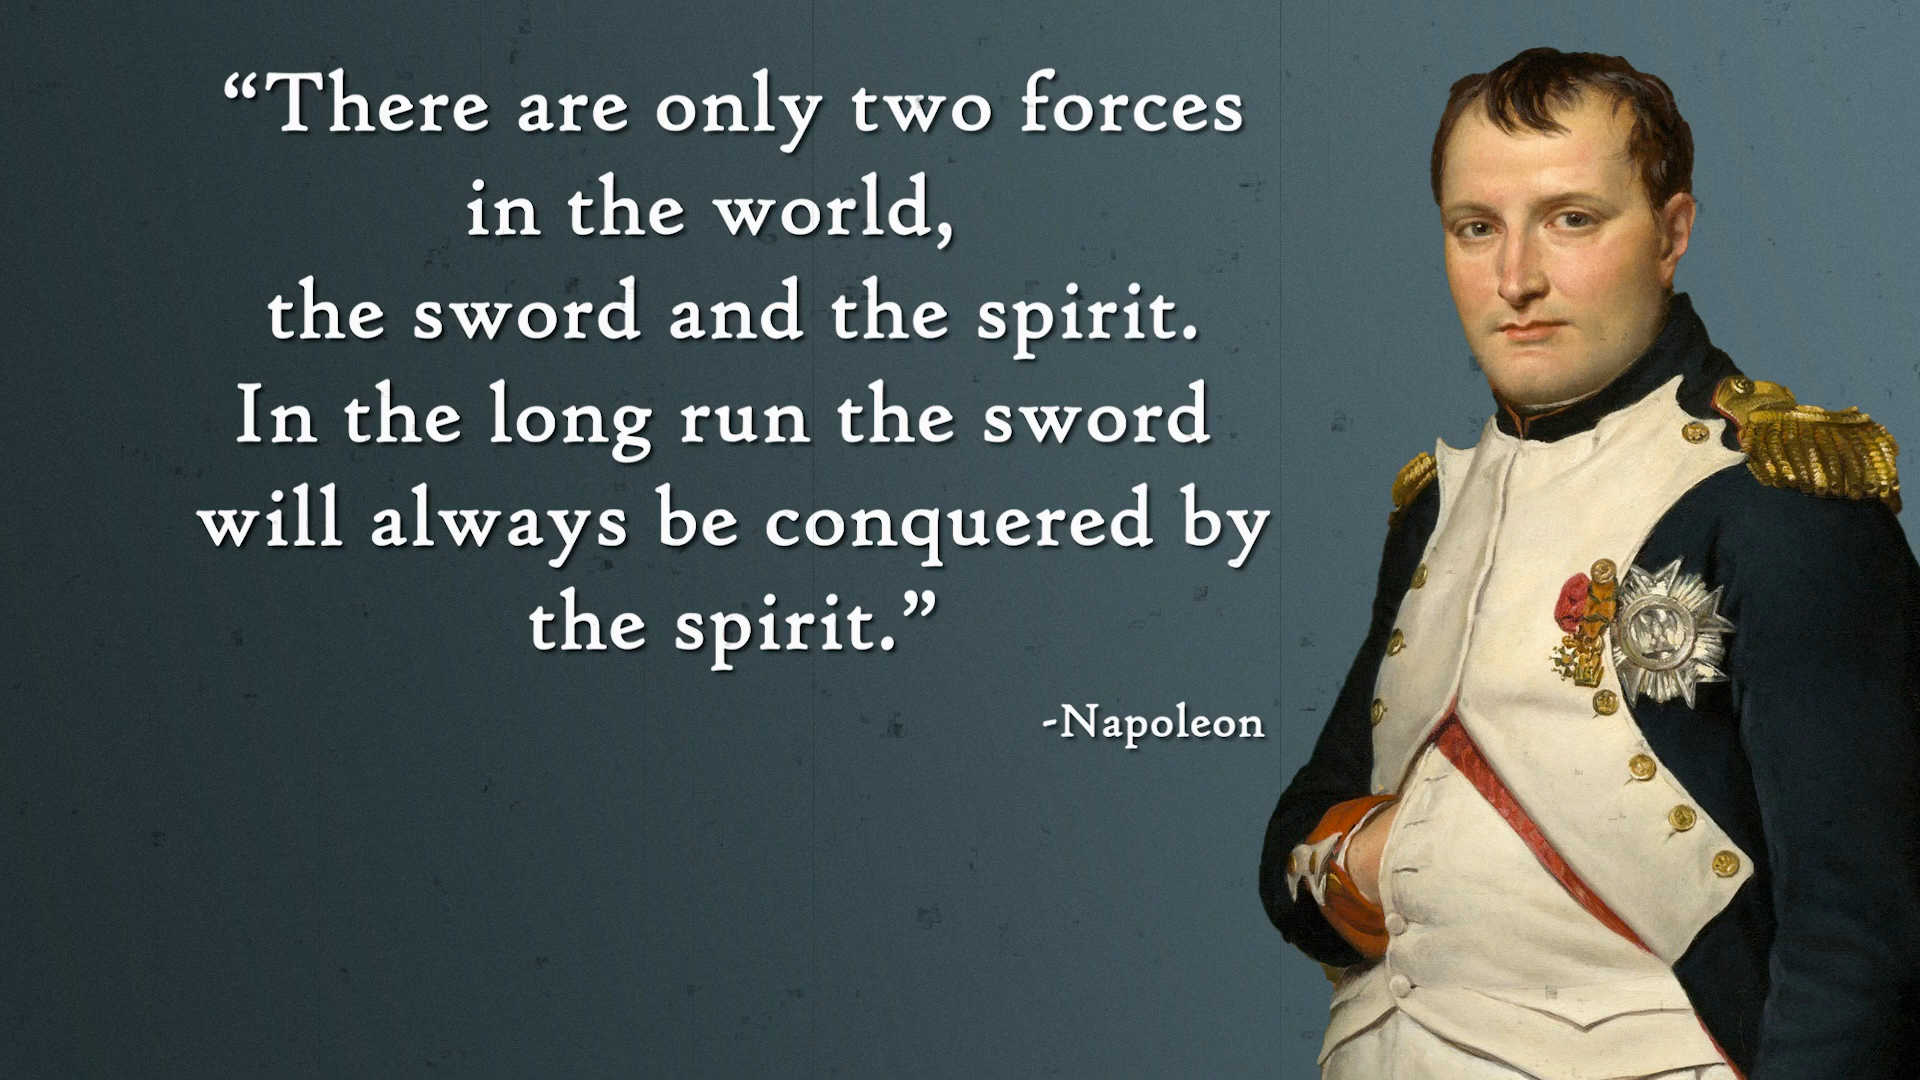 “There are only two forces
in the world,
the sword and the spirit.
In the long run the sword
will always be conquered by
the spirit.”
-Napoleon